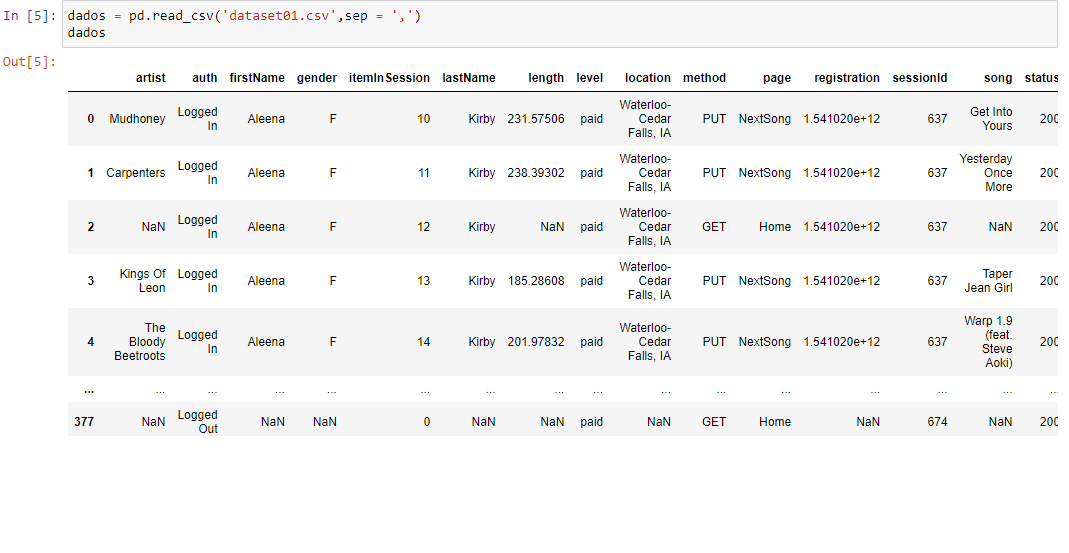 In [5]: dados = pd.read_csv('dataset01.csv',sep = ',')
dados
Out[5]:
artist auth firstName gender itemInSession lastName length level location method page registration sessionId song status
0 Mudhoney Logged In Aleena F 10 Kirby 231.57506 paid Waterloo-Cedar Falls, IA PUT NextSong 1.541020e+12 637 Get Into Yours 200
1 Carpenters Logged In Aleena F 11 Kirby 238.39302 paid Waterloo-Cedar Falls, IA PUT NextSong 1.541020e+12 637 Yesterday Once More 200
2 NaN Logged In Aleena F 12 Kirby NaN paid Waterloo-Cedar Falls, IA GET Home 1.541020e+12 637 NaN 200
3 Kings Of Leon Logged In Aleena F 13 Kirby 185.28608 paid Waterloo-Cedar Falls, IA PUT NextSong 1.541020e+12 637 Taper Jean Girl 200
4 The Bloody Beetroots Logged In Aleena F 14 Kirby 201.97832 paid Waterloo-Cedar Falls, IA PUT NextSong 1.541020e+12 637 Warp 1.9 (feat. Steve Aoki) 200
... ... ... ... ... ... ... ... ... ... ... ... ... ... ... ...
377 NaN Logged Out NaN NaN 0 NaN NaN paid NaN GET Home NaN 674 NaN 200